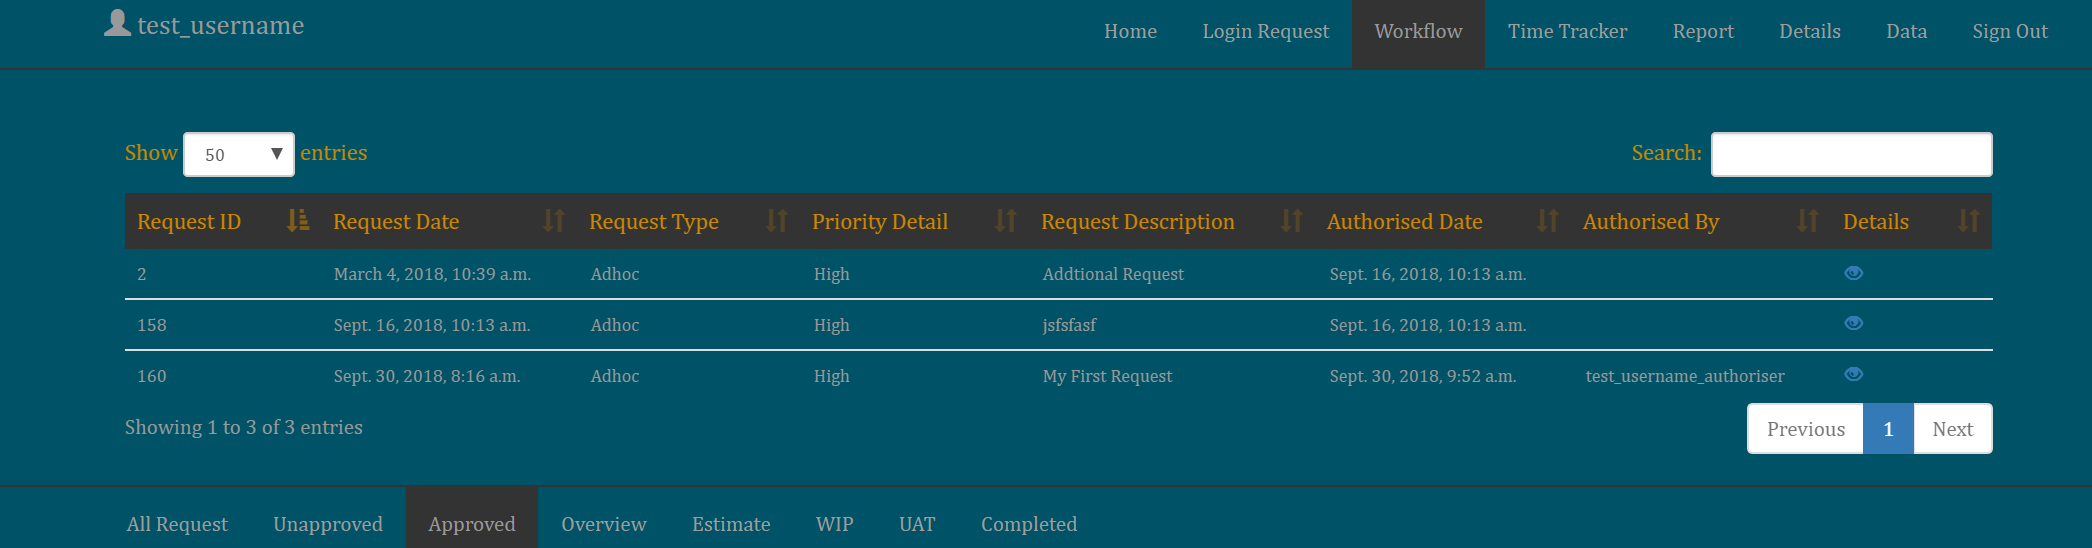 test_username Home Login Request Workflow Time Tracker Report Details Data Sign Out
Show 50 entries Search:
Request ID Request Date Request Type Priority Detail Request Description Authorised Date Authorised By Details
2 March 4, 2018, 10:39 a.m. Adhoc High Addtional Request Sept. 16, 2018, 10:13 a.m.
158 Sept. 16, 2018, 10:13 a.m. Adhoc High jsfsfasf Sept. 16, 2018, 10:13 a.m.
160 Sept. 30, 2018, 8:16 a.m. Adhoc High My First Request Sept. 30, 2018, 9:52 a.m. test_username_authoriser
Showing 1 to 3 of 3 entries Previous 1 Next
All Request Unapproved Approved Overview Estimate WIP UAT Completed